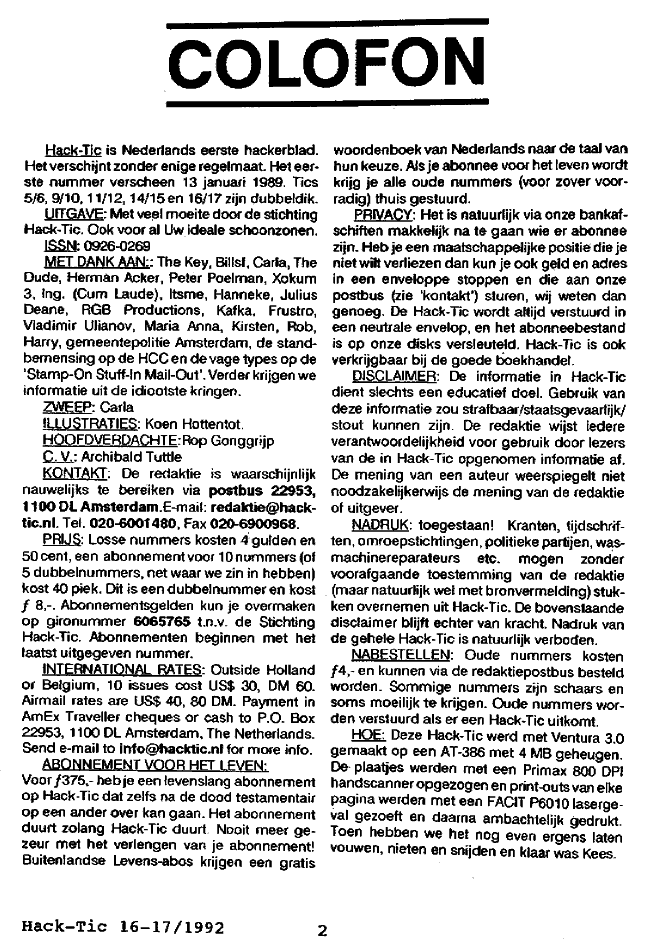 COLOFON
Hack-Tic is Nederlands eerste hackerblad.
Het verschijnt zonder enige regelmaat. Het eer-
ste nummer verscheen 13 januari 1989. Tics
5/6, 9/10, 11/12, 14/15 en 16/17 zijn dubbeldik.
UITGAVE: Met veel moeite door de stichting
Hack-Tic. Ook voor al Uw ideale schoonzonen.
ISSN: 0926-0269
MET DANK AAN:: The Key, Billsf, Carla, The
Dude, Herman Acker, Peter Poelman, Xokum
3, Ing. (Cum Laude), Itsme, Hanneke, Julius
Deane, RGB Productions, Kafka, Frustro,
Vladimir Ulianov, Maria Anna, Kirsten, Rob,
Harry, gemeentepolitie Amsterdam, de stand-
bemensing op de HCC en de vage types op de
'Stamp-On Stuff-In Mail-Out'. Verder krijgen we
informatie uit de idiootste kringen.
ZWEEP: Carla
ILLUSTRATIES: Koen Hottentot.
HOOFDVERDACHTE: Rop Gonggrijp
C. V.: Archibald Tuttle
KONTAKT: De redaktie is waarschijnlijk
nauwelijks te bereiken via postbus 22953,
1100 DL Amsterdam. E-mail: redaktie@hack-
tic.nl. Tel. 020-6001480, Fax 020-6900968.
PRIJS: Losse nummers kosten 4 gulden en
50 cent, een abonnement voor 10 nummers (of
5 dubbelnummers, net waar we zin in hebben)
kost 40 piek. Dit is een dubbelnummer en kost
ƒ 8,-. Abonnementsgelden kun je overmaken
op gironummer 6065765 t.n.v. de Stichting
Hack-Tic. Abonnementen beginnen met het
laatst uitgegeven nummer.
INTERNATIONAL RATES: Outside Holland
or Belgium, 10 issues cost US$ 30, DM 60.
Airmail rates are US$ 40, 80 DM. Payment in
AmEx Traveller cheques or cash to P.O. Box
22953, 1100 DL Amsterdam, The Netherlands.
Send e-mail to info@hacktic.nl for more info.
ABONNEMENT VOOR HET LEVEN:
Voor ƒ375,- heb je een levenslang abonnement
op Hack-Tic dat zelfs na de dood testamentair
op een ander over kan gaan. Het abonnement
duurt zolang Hack-Tic duurt. Nooit meer ge-
zeur met het verlengen van je abonnement!
Buitenlandse Levens-abos krijgen een gratis
woordenboek van Nederlands naar de taal van
hun keuze. Als je abonnee voor het leven wordt
krijg je alle oude nummers (voor zover voor-
radig) thuis gestuurd.
PRIVACY: Het is natuurlijk via onze bankaf-
schiften makkelijk na te gaan wie er abonnee
zijn. Heb je een maatschappelijke positie die je
niet wilt verliezen dan kun je ook geld en adres
in een enveloppe stoppen en die aan onze
postbus (zie 'kontakt') sturen, wij weten dan
genoeg. De Hack-Tic wordt altijd verstuurd in
een neutrale envelop, en het abonneebestand
is op onze disks versleuteld. Hack-Tic is ook
verkrijgbaar bij de goede boekhandel.
DISCLAIMER: De informatie in Hack-Tic
dient slechts een educatief doel. Gebruik van
deze informatie zou strafbaar/staatsgevaarlijk/
stout kunnen zijn. De redaktie wijst iedere
verantwoordelijkheid voor gebruik door lezers
van de in Hack-Tic opgenomen informatie af.
De mening van een auteur weerspiegelt niet
noodzakelijkerwijs de mening van de redaktie
of uitgever.
NADRUK: toegestaan! Kranten, tijdschrif-
ten, omroepstichtingen, politieke partijen, was-
machinereparateurs etc. mogen zonder
voorafgaande toestemming van de redaktie
(maar natuurlijk wel met bronvermelding) stuk-
ken overnemen uit Hack-Tic. De bovenstaande
disclaimer blijft echter van kracht. Nadruk van
de gehele Hack-Tic is natuurlijk verboden.
NABESTELLEN: Oude nummers kosten
ƒ4,- en kunnen via de redaktiepostbus besteld
worden. Sommige nummers zijn schaars en
soms moeilijk te krijgen. Oude nummers wor-
den verstuurd als er een Hack-Tic uitkomt.
HOE: Deze Hack-Tic werd met Ventura 3.0
gemaakt op een AT-386 met 4 MB geheugen.
De plaatjes werden met een Primax 800 DPI
handscanner opgezogen en print-outs van elke
pagina werden met een FACIT P6010 laserge-
val gezoeft en daarna ambachtelijk gedrukt.
Toen hebben we het nog even ergens laten
vouwen, nieten en snijden en klaar was Kees.
Hack-Tic 16-17/1992
2